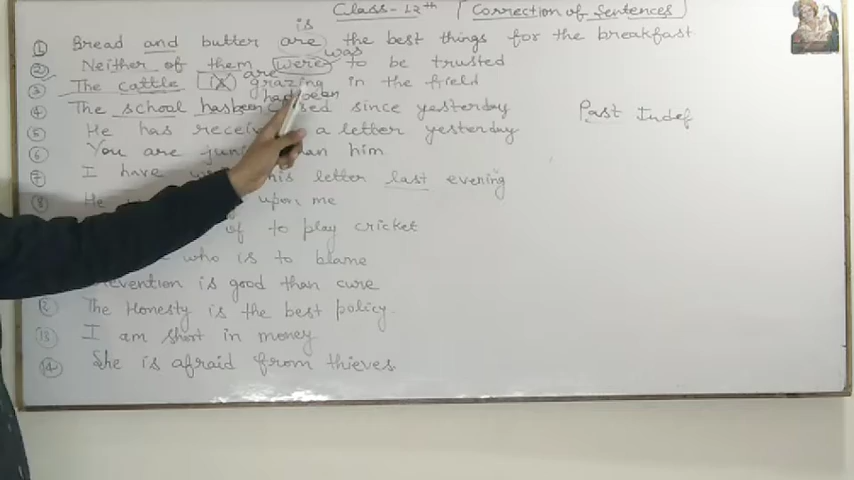 Class-12th Correction of Sentences
is
① Bread and butter are the best things for the breakfast
was
② Neither of them were to be trusted
are
③ The cattle is grazing in the field
had been
④ The school has been closed since yesterday Past Indef
⑤ He has a letter yesterday
⑥ You are than him
⑦ I have letter last evening
⑧ He upon me
of to play cricket
who is to blame
is good than cure
The Honesty is the best policy
⑬ I am short in money
⑭ She is afraid from thieves.